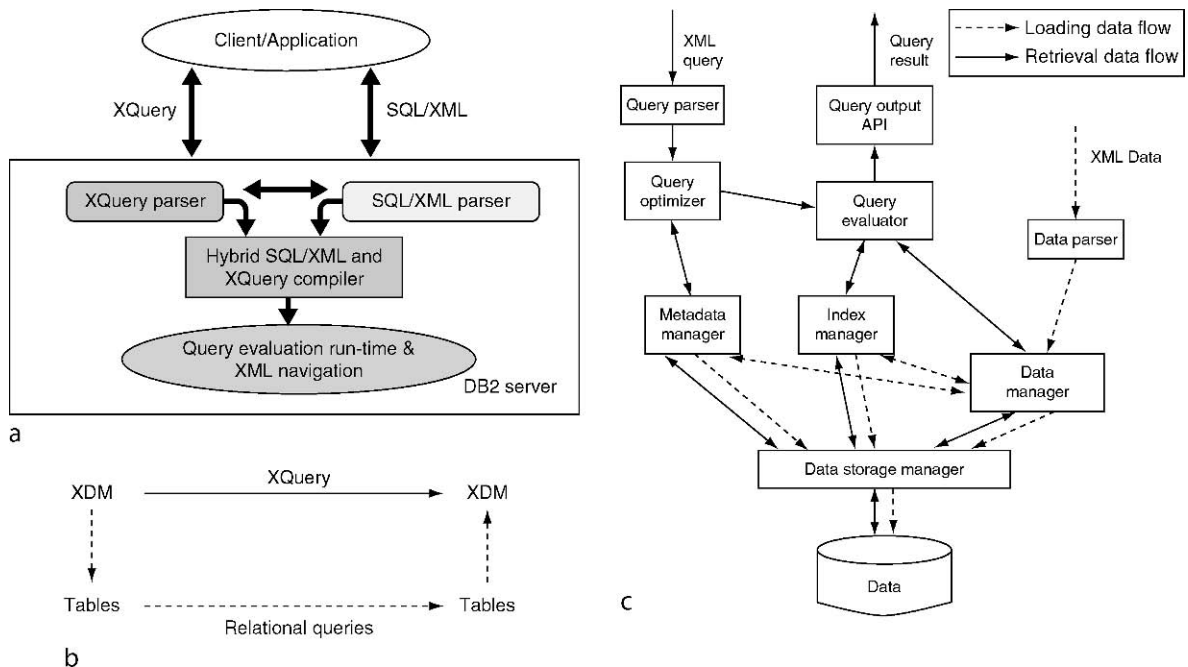 Client/Application
XQuery
SQL/XML
XQuery parser
SQL/XML parser
Hybrid SQL/XML and
XQuery compiler
Query evaluation run-time &
XML navigation
DB2 server
a
XQuery
XDM
XDM
Tables
Tables
Relational queries
b
XML
query
Query
result
Loading data flow
Retrieval data flow
Query parser
Query output
API
XML Data
Query
optimizer
Query
evaluator
Data parser
Metadata
manager
Index
manager
Data
manager
Data storage manager
Data
c